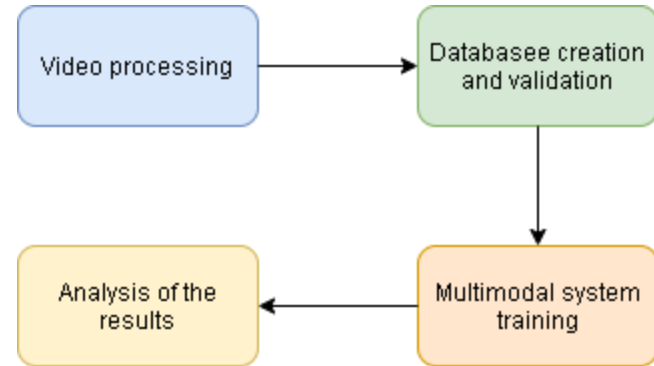 Video processing
Databasee creation
and validation
Multimodal system
training
Analysis of the
results